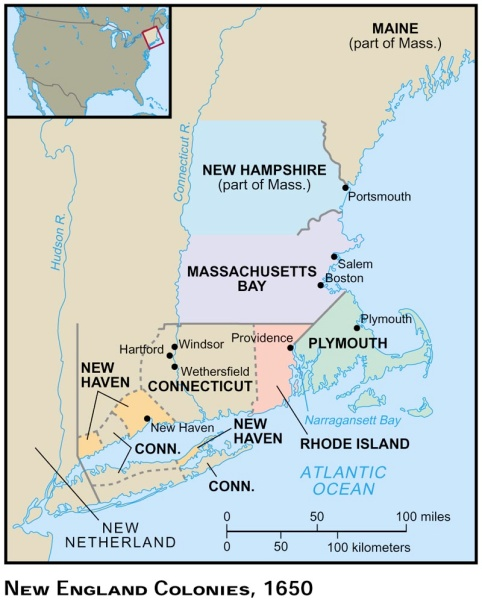 MAINE
(part of Mass.)
Connecticut R.
NEW HAMPSHIRE
(part of Mass.)
Portsmouth
Hudson R.
MASSACHUSETTS
BAY
Salem
Boston
Plymouth
PLYMOUTH
Providence
Hartford
Windsor
Wethersfield
CONNECTICUT
NEW
HAVEN
New Haven
CONN.
NEW
HAVEN
CONN.
Narragansett Bay
RHODE ISLAND
ATLANTIC
OCEAN
NEW
NETHERLAND
0 50 100 miles
0 50 100 kilometers
NEW ENGLAND COLONIES, 1650